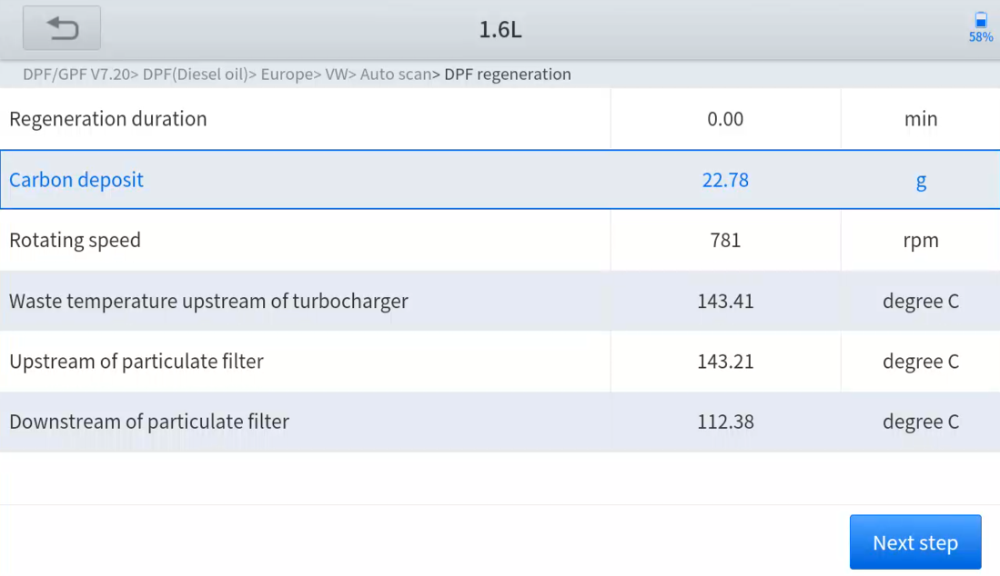 1.6L
58%
DPF/GPF V7.20> DPF(Diesel oil)> Europe> VW> Auto scan> DPF regeneration
Regeneration duration 0.00 min
Carbon deposit 22.78 g
Rotating speed 781 rpm
Waste temperature upstream of turbocharger 143.41 degree C
Upstream of particulate filter 143.21 degree C
Downstream of particulate filter 112.38 degree C
Next step